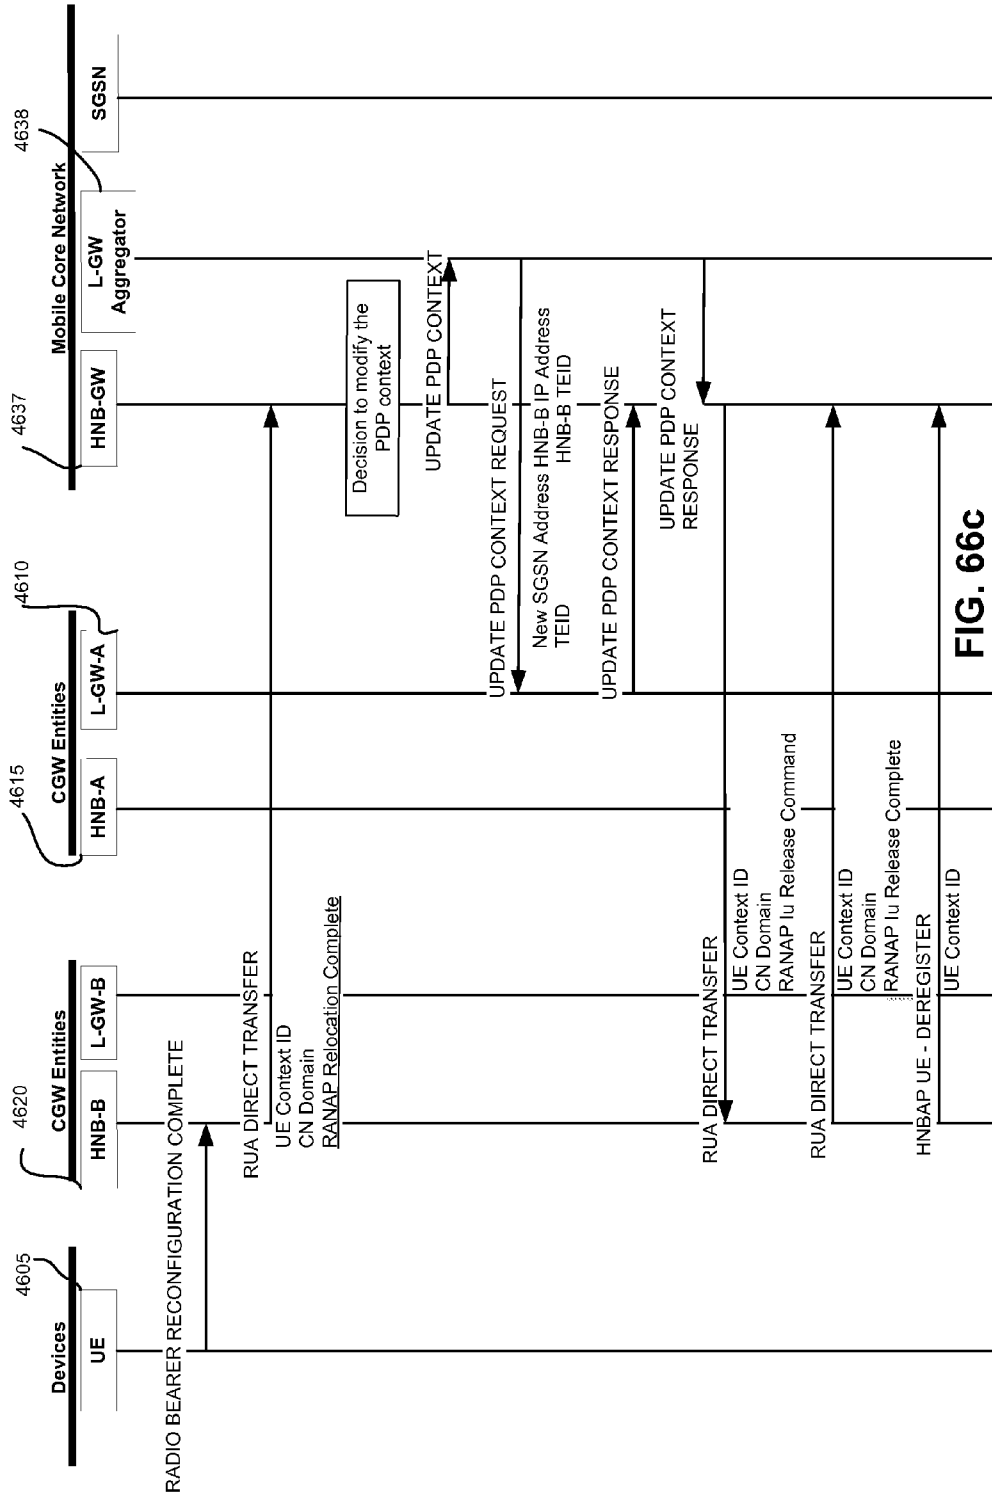 Devices
CGW Entities
CGW Entities
Mobile Core Network
4605
4620
4615
4610
4637
4638
UE
HNB-B
L-GW-B
HNB-A
L-GW-A
HNB-GW
L-GW
Aggregator
SGSN
RADIO BEARER RECONFIGURATION COMPLETE
RUA DIRECT TRANSFER
UE Context ID
CN Domain
RANAP Relocation Complete
Decision to modify the
PDP context
UPDATE PDP CONTEXT
UPDATE PDP CONTEXT REQUEST
New SGSN Address HNB-B IP Address
TEID HNB-B TEID
UPDATE PDP CONTEXT RESPONSE
UPDATE PDP CONTEXT
RESPONSE
RUA DIRECT TRANSFER
UE Context ID
CN Domain
RANAP Iu Release Command
RUA DIRECT TRANSFER
UE Context ID
CN Domain
RANAP Iu Release Complete
HNBAP UE - DEREGISTER
UE Context ID
FIG. 66c